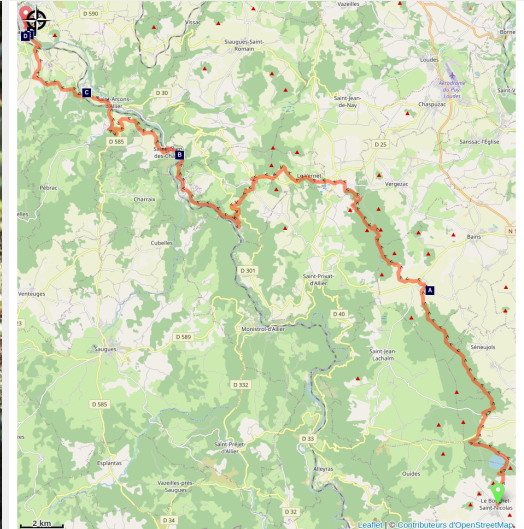 D 590
Vissac
Vazeilles
Siaugues-Sainte-
Romain
Loudes
Aérodrome
du Puy
Loudes
Chaspuzac
D
C
D 30
Saint-Jean-
de-Nay
D 25
Sanssac-l'Église
D 585
B
Vergezac
Pébrac
Charraix
Cubelles
Bains
D 301
Saint-Privat-
d'Allier
A
Venteuges
D 40
Monistrol-d'Allier
Saugues
D 589
Saint-Jean
Lachalm
Séneujols
D 332
D 585
D 33
Saint-Préjet-
d'Allier
Esplantas
Vazeilles-près-
Saugues
Alleyras
Ouides
Le Bouchet-
Saint-Nicolas
D 34
D 32
2 km
Leaflet | © Contributeurs d'OpenStreetMap